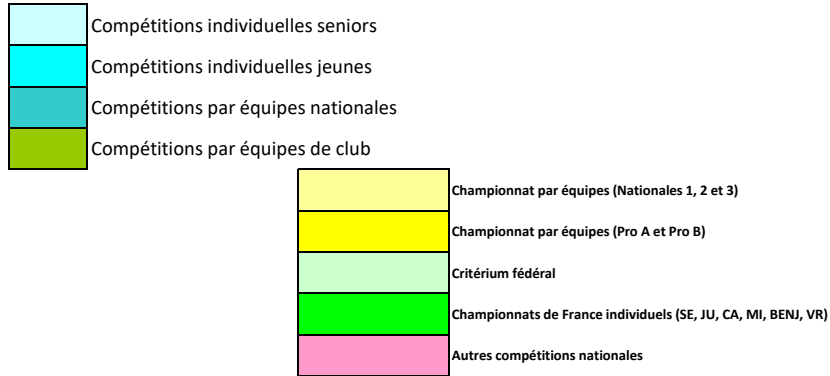 Compétitions individuelles seniors
Compétitions individuelles jeunes
Compétitions par équipes nationales
Compétitions par équipes de club
Championnat par équipes (Nationales 1, 2 et 3)
Championnat par équipes (Pro A et Pro B)
Critérium fédéral
Championnats de France individuels (SE, JU, CA, MI, BENJ, VR)
Autres compétitions nationales